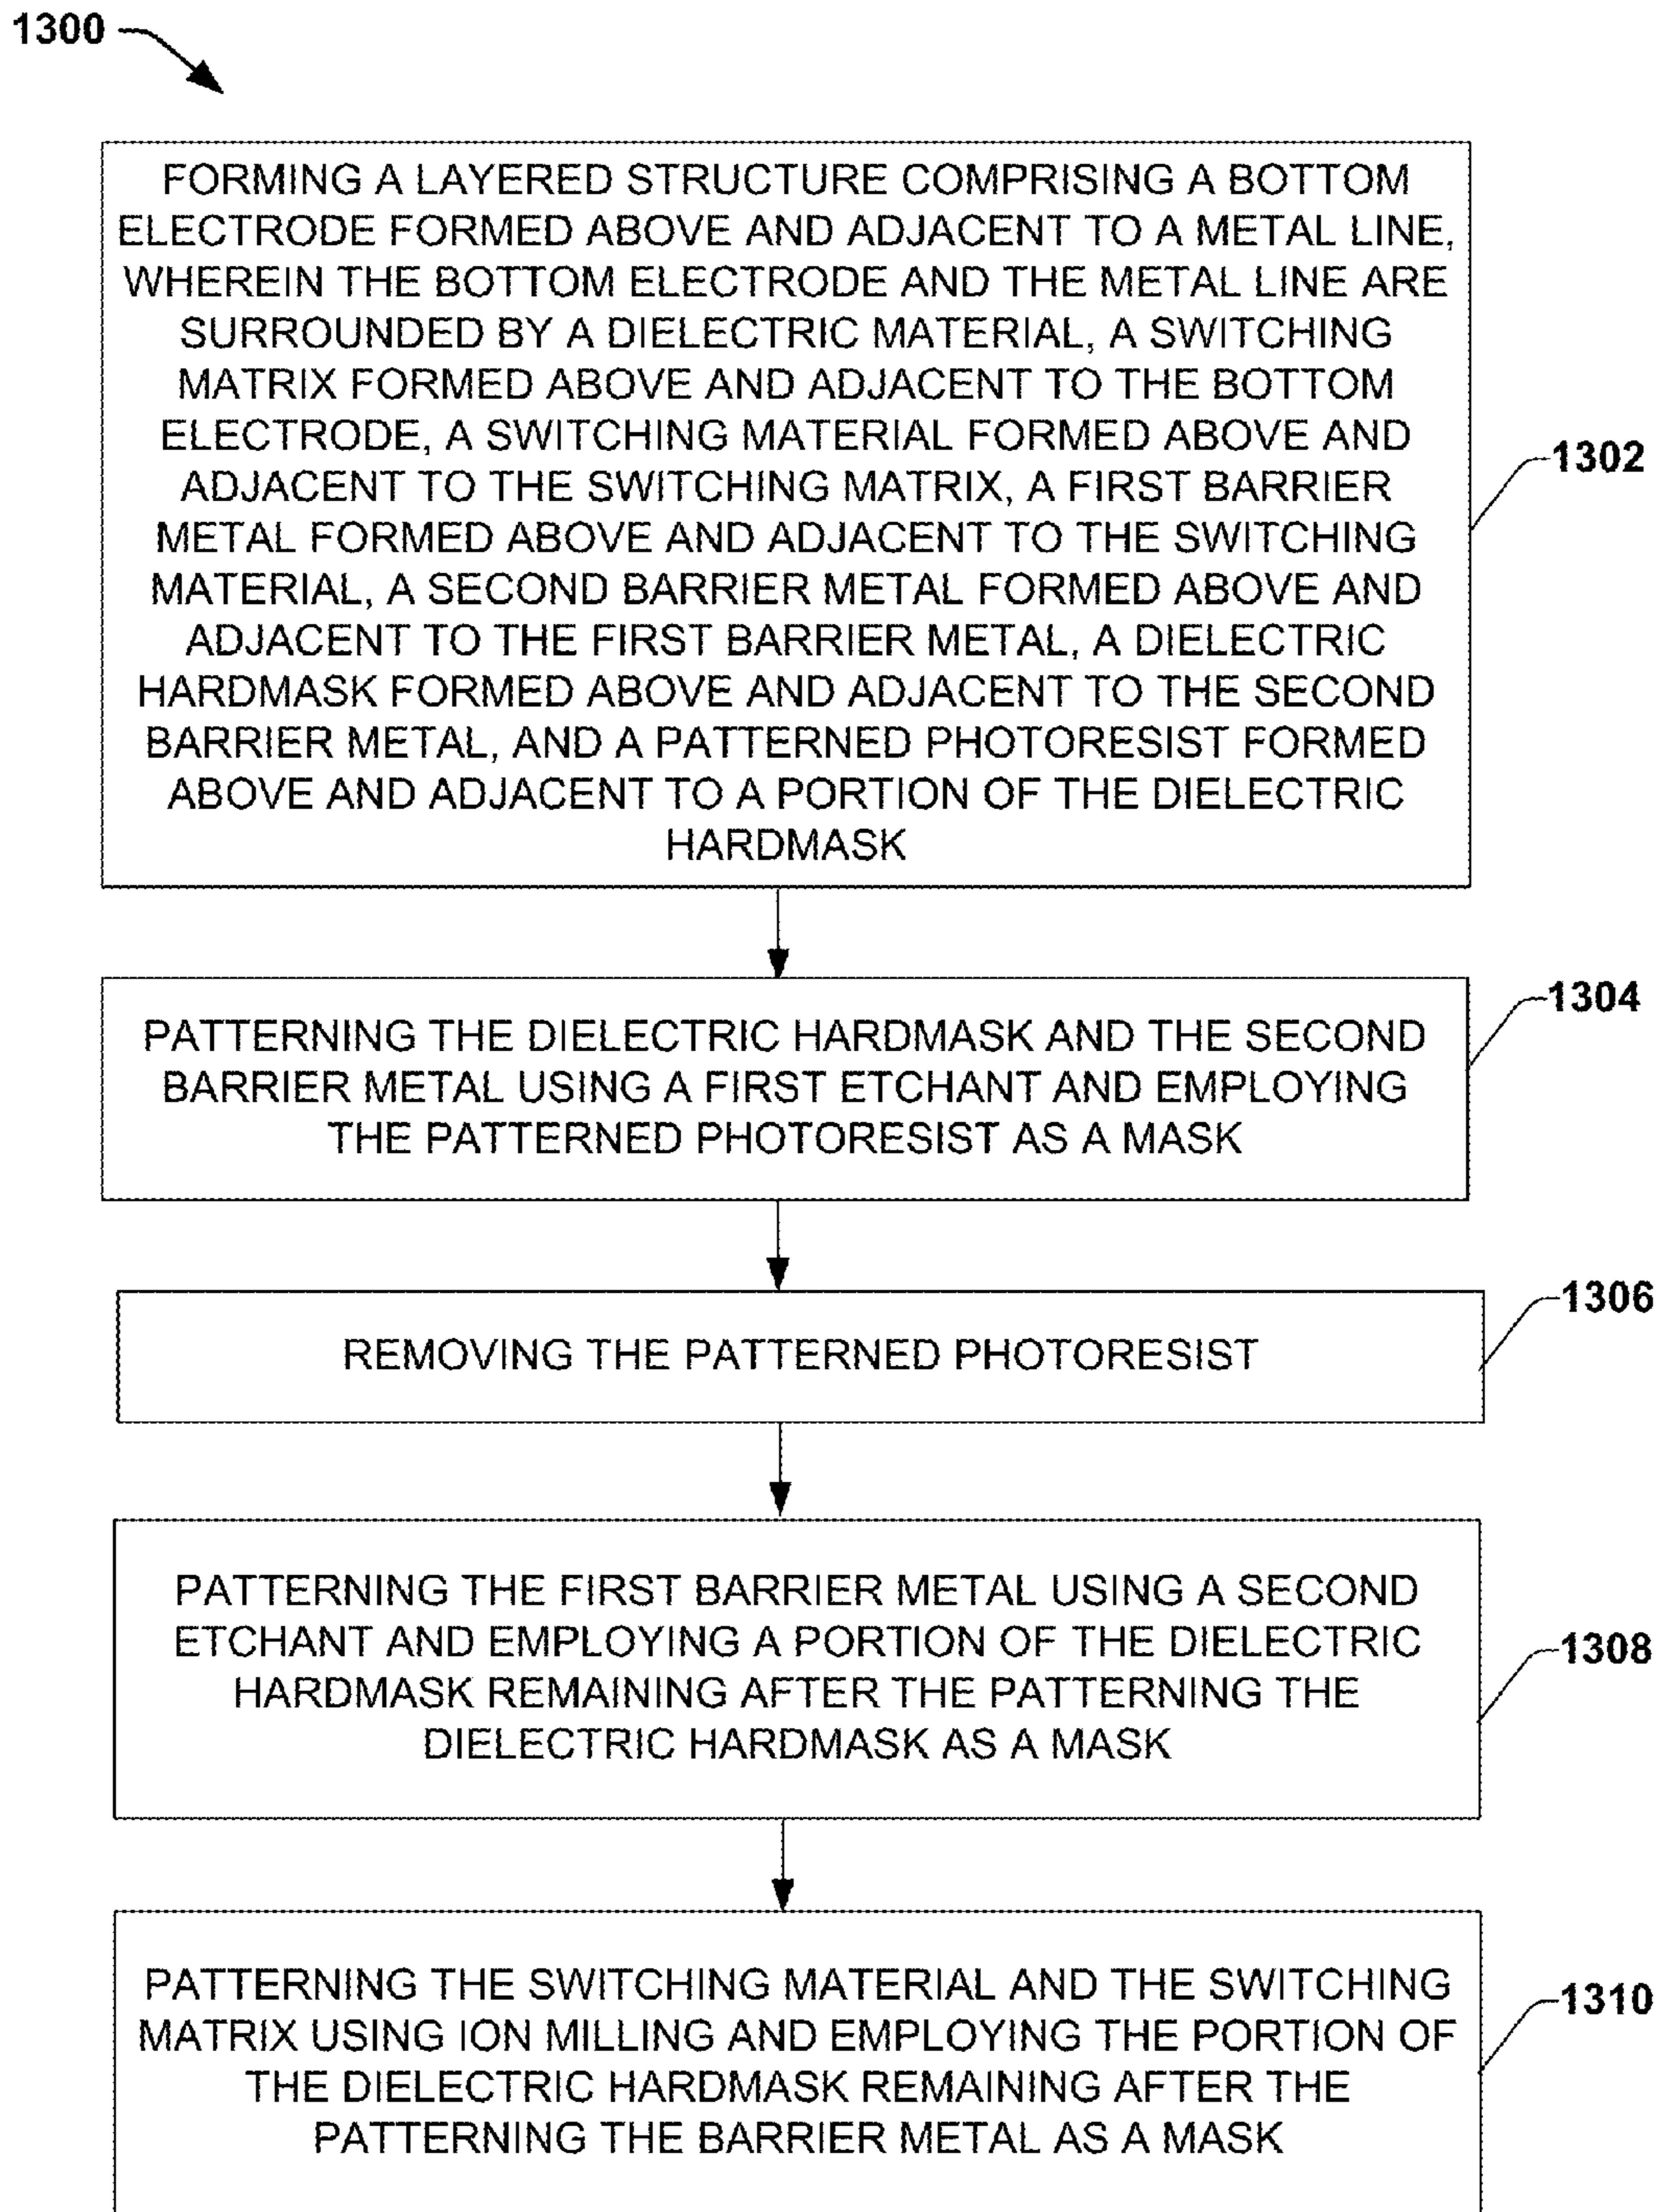 1300
FORMING A LAYERED STRUCTURE COMPRISING A BOTTOM
ELECTRODE FORMED ABOVE AND ADJACENT TO A METAL LINE,
WHEREIN THE BOTTOM ELECTRODE AND THE METAL LINE ARE
SURROUNDED BY A DIELECTRIC MATERIAL, A SWITCHING
MATRIX FORMED ABOVE AND ADJACENT TO THE BOTTOM
ELECTRODE, A SWITCHING MATERIAL FORMED ABOVE AND
ADJACENT TO THE SWITCHING MATRIX, A FIRST BARRIER
METAL FORMED ABOVE AND ADJACENT TO THE SWITCHING
MATERIAL, A SECOND BARRIER METAL FORMED ABOVE AND
ADJACENT TO THE FIRST BARRIER METAL, A DIELECTRIC
HARDMASK FORMED ABOVE AND ADJACENT TO THE SECOND
BARRIER METAL, AND A PATTERNED PHOTORESIST FORMED
ABOVE AND ADJACENT TO A PORTION OF THE DIELECTRIC
HARDMASK
1302
PATTERNING THE DIELECTRIC HARDMASK AND THE SECOND
BARRIER METAL USING A FIRST ETCHANT AND EMPLOYING
THE PATTERNED PHOTORESIST AS A MASK
1304
REMOVING THE PATTERNED PHOTORESIST
1306
PATTERNING THE FIRST BARRIER METAL USING A SECOND
ETCHANT AND EMPLOYING A PORTION OF THE DIELECTRIC
HARDMASK REMAINING AFTER THE PATTERNING THE
DIELECTRIC HARDMASK AS A MASK
1308
PATTERNING THE SWITCHING MATERIAL AND THE SWITCHING
MATRIX USING ION MILLING AND EMPLOYING THE PORTION OF
THE DIELECTRIC HARDMASK REMAINING AFTER THE
PATTERNING THE BARRIER METAL AS A MASK
1310